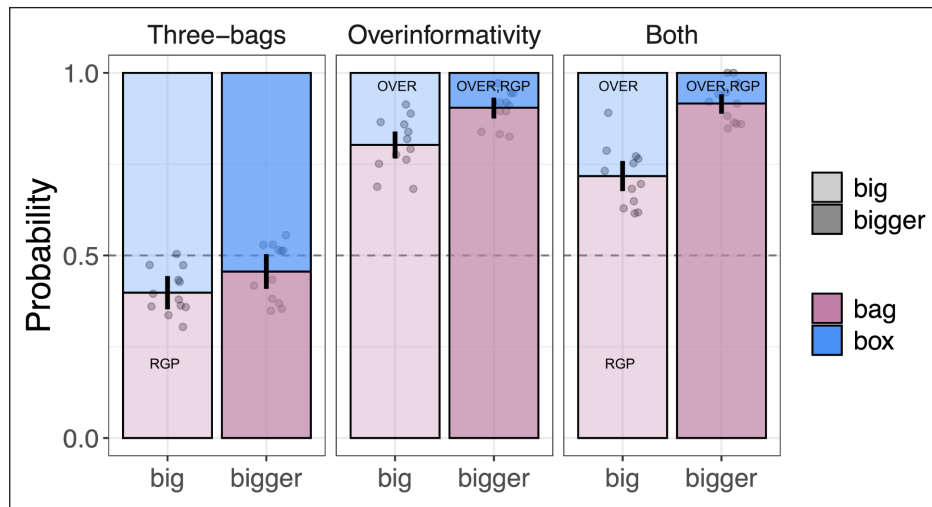 Three-bags Overinformativity Both
Probability
1.0
0.5
0.0
OVER OVER,RGP OVER OVER,RGP
RGP RGP
big bigger big bigger big bigger
big
bigger
bag
box